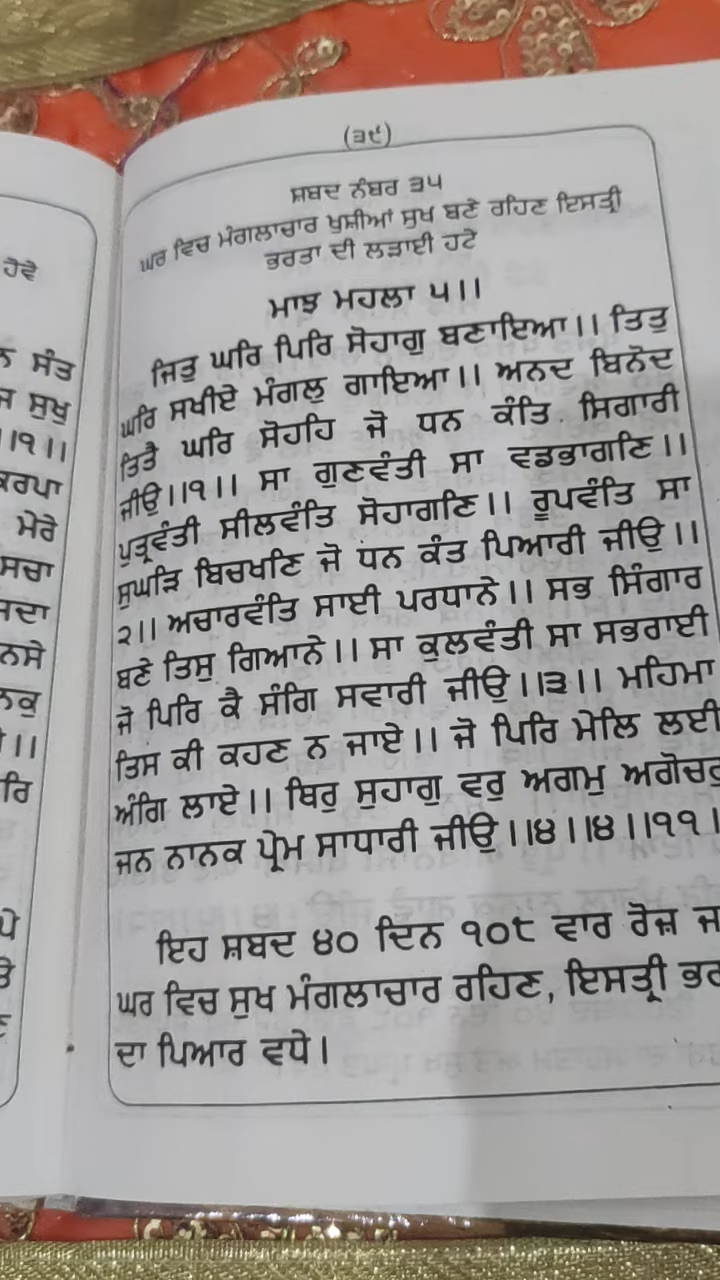 (੩੯)
ਸ਼ਬਦ ਨੰਬਰ ੩੫
ਘਰ ਵਿਚ ਮੰਗਲਾਚਾਰ ਖੁਸ਼ੀਆਂ ਸੁਖ ਬਣੇ ਰਹਿਣ ਇਸਤ੍ਰੀ
ਭਰਤਾ ਦੀ ਲੜਾਈ ਹਟੇ
ਮਾਝ ਮਹਲਾ ੫॥
ਜਿਤੁ ਘਰਿ ਪਿਰਿ ਸੋਹਾਗੁ ਬਣਾਇਆ॥ ਤਿਤੁ
ਘਰਿ ਸਖੀਏ ਮੰਗਲੁ ਗਾਇਆ॥ ਅਨਦ ਬਿਨੋਦ
ਤਿਤੈ ਘਰਿ ਸੋਹਹਿ ਜੋ ਧਨ ਕੰਤਿ ਸਿਗਾਰੀ
ਜੀਉ॥੧॥ ਸਾ ਗੁਣਵੰਤੀ ਸਾ ਵਡਭਾਗਣਿ॥
ਪੁਤ੍ਰਵੰਤੀ ਸੀਲਵੰਤਿ ਸੋਹਾਗਣਿ॥ ਰੂਪਵੰਤਿ ਸਾ
ਸੁਘੜਿ ਬਿਚਖਣਿ ਜੋ ਧਨ ਕੰਤ ਪਿਆਰੀ ਜੀਉ॥
੨॥ ਅਚਾਰਵੰਤਿ ਸਾਈ ਪਰਧਾਨੇ॥ ਸਭ ਸਿੰਗਾਰ
ਬਣੇ ਤਿਸੁ ਗਿਆਨੇ॥ ਸਾ ਕੁਲਵੰਤੀ ਸਾ ਸਭਰਾਈ
ਜੋ ਪਿਰਿ ਕੈ ਸੰਗਿ ਸਵਾਰੀ ਜੀਉ॥੩॥ ਮਹਿਮਾ
ਤਿਸ ਕੀ ਕਹਣ ਨ ਜਾਏ॥ ਜੋ ਪਿਰਿ ਮੇਲਿ ਲਈ
ਅੰਗਿ ਲਾਏ॥ ਥਿਰੁ ਸੁਹਾਗੁ ਵਰੁ ਅਗਮੁ ਅਗੋਚਰੁ
ਜਨ ਨਾਨਕ ਪ੍ਰੇਮ ਸਾਧਾਰੀ ਜੀਉ॥੪॥੪॥੧੧।
ਇਹ ਸ਼ਬਦ ੪੦ ਦਿਨ ੧੦੮ ਵਾਰ ਰੋਜ਼ ਜ
ਘਰ ਵਿਚ ਸੁਖ ਮੰਗਲਾਚਾਰ ਰਹਿਣ, ਇਸਤ੍ਰੀ ਭਰ
ਦਾ ਪਿਆਰ ਵਧੇ।